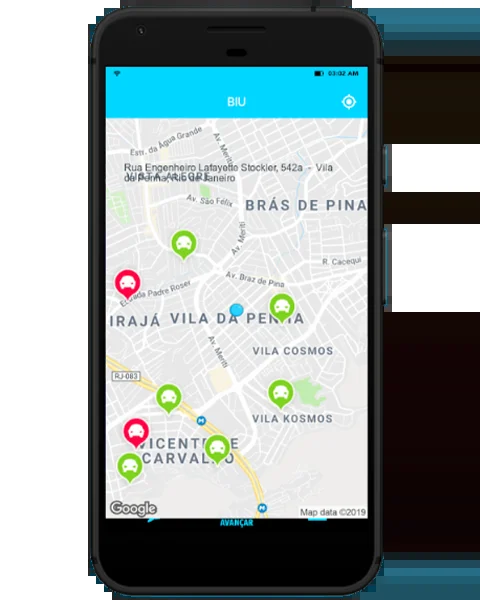 03:02 AM
BIU
Estr. da Água Grande
Av. Meriti
Rua Engenheiro Lafayette Stockler, 542a - Vila
da Penha, Rio de Janeiro
VISTA ALEGRE
Av. São Félix
BRÁS DE PINA
Av. Meriti
R. Cacequi
Av. Braz de Pina
Estrada Padre Roser
IRAJÁ
VILA DA PENHA
Av. Meriti
VILA COSMOS
RJ-083
VILA KOSMOS
M
VICENTE DE
CARVALHO
M
Google
Map data ©2019
AVANÇAR